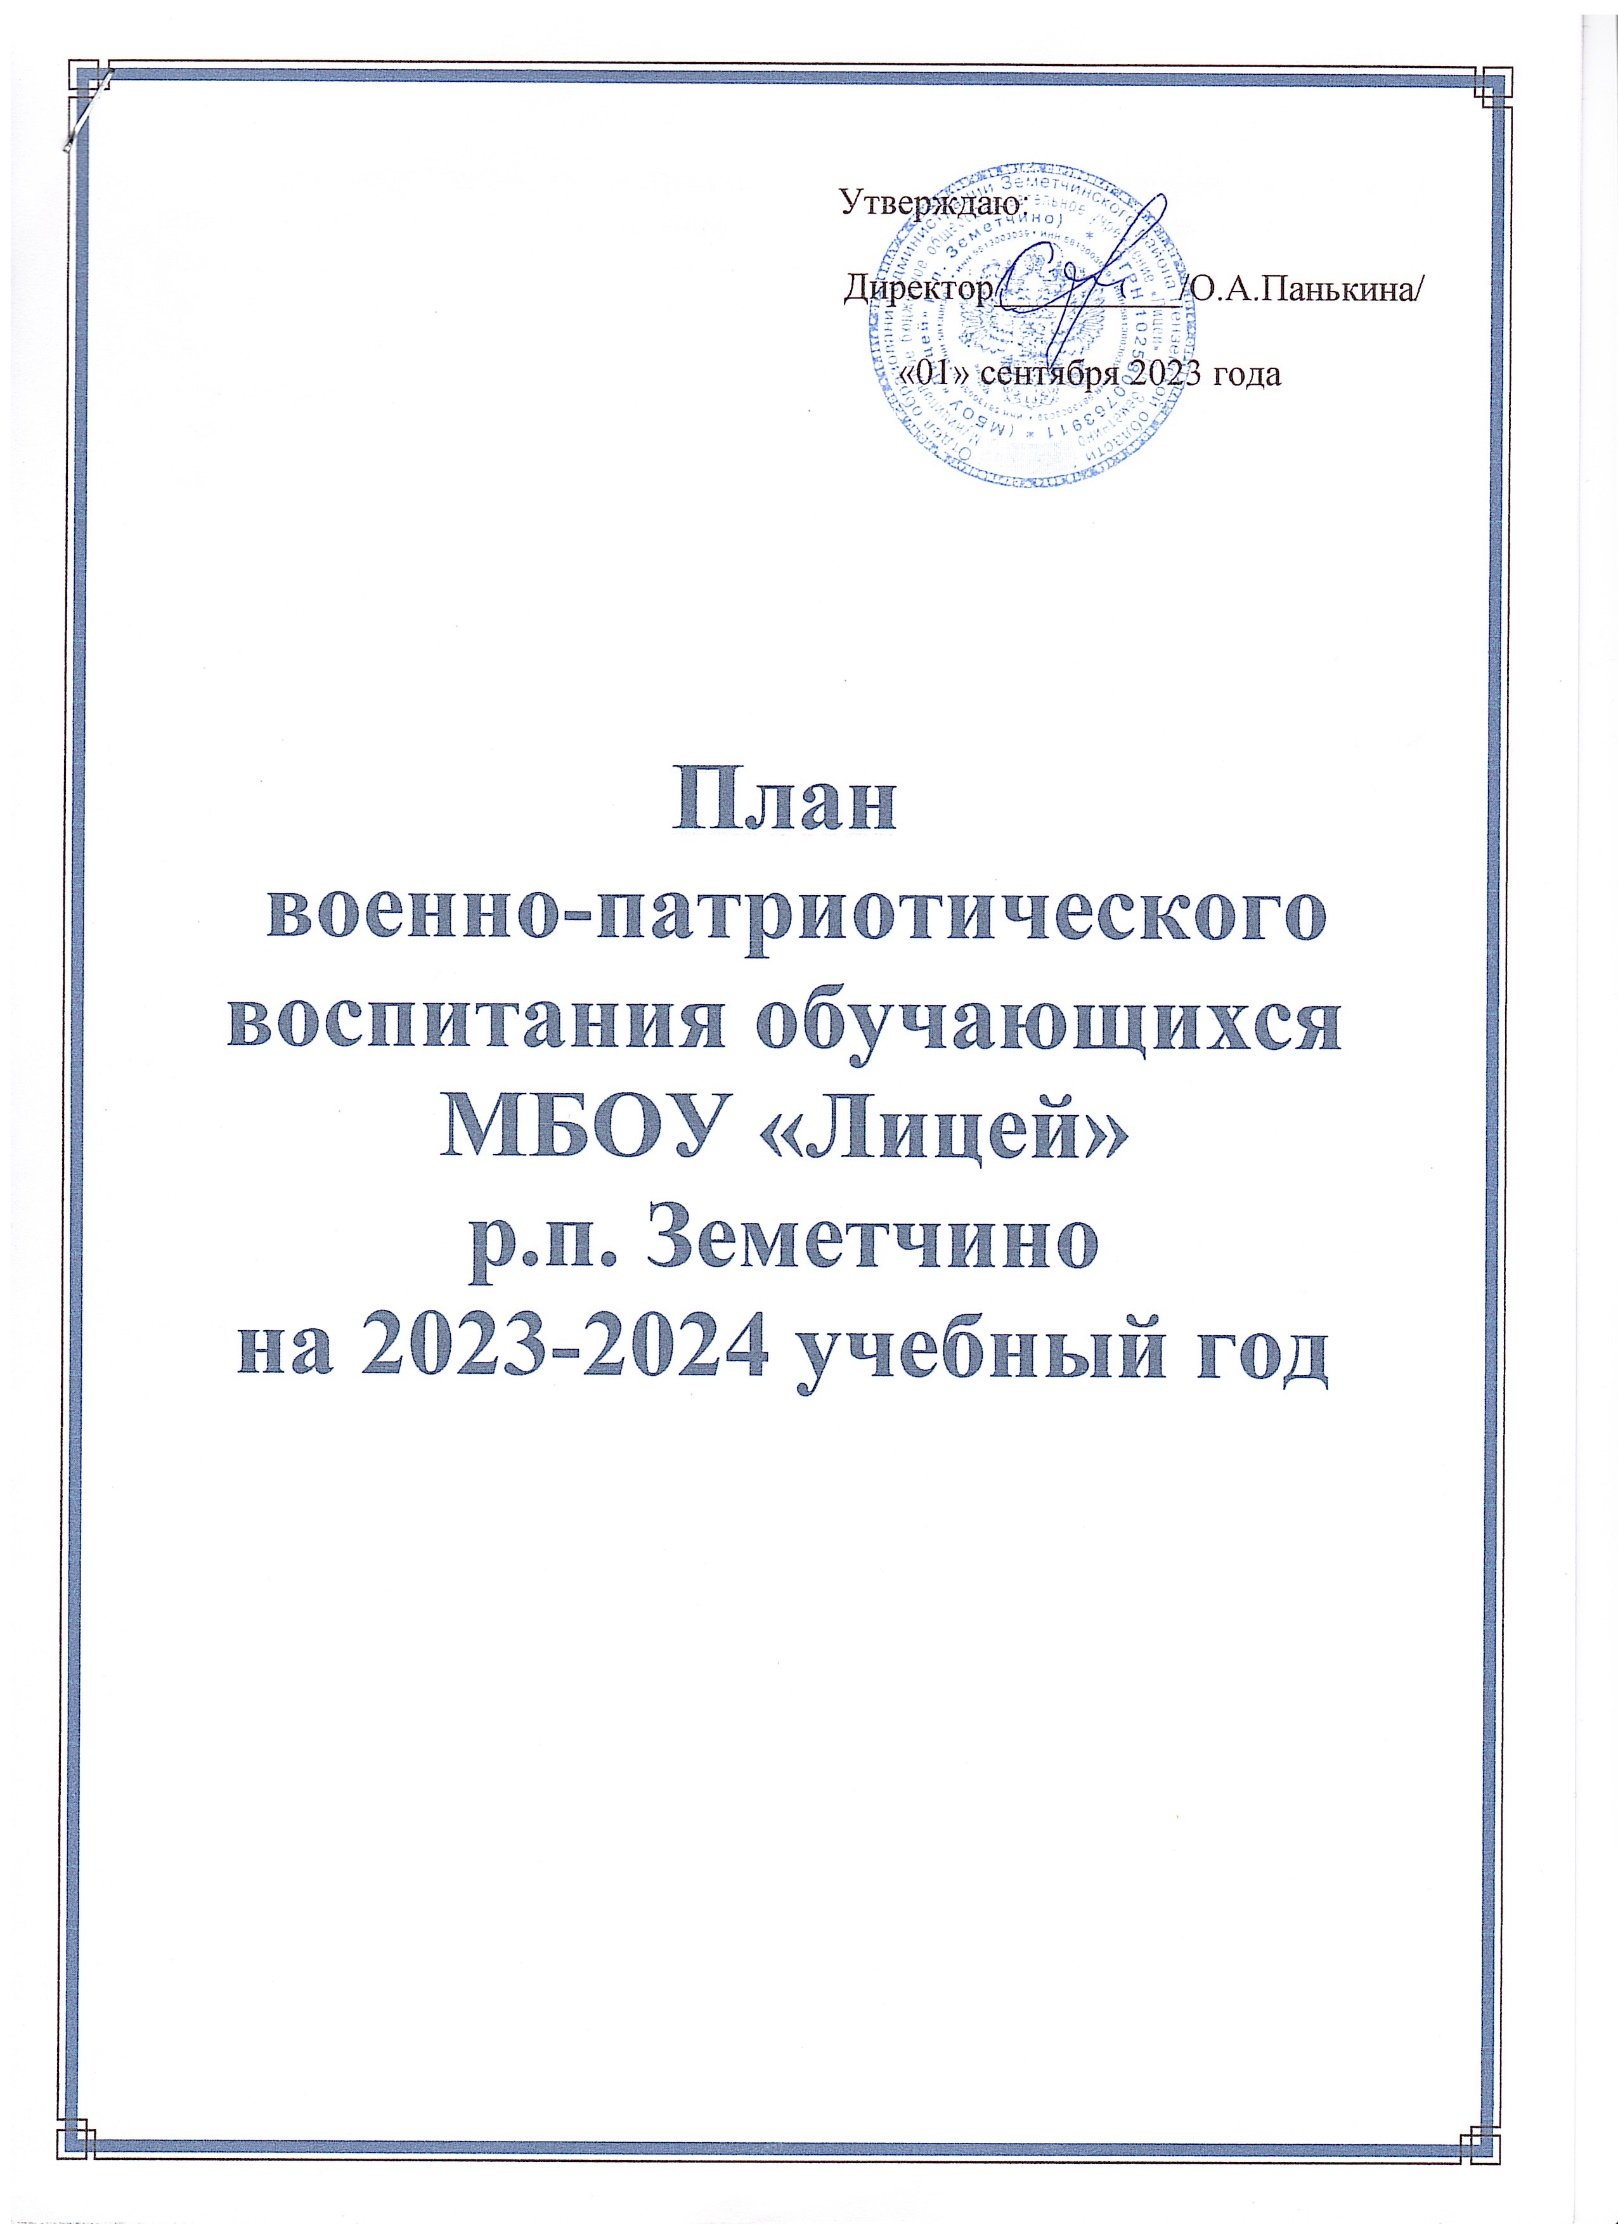 Утверждаю:
Директор__________/О.А.Панькина/
«01» сентября 2023 года
План
военно-патриотического
воспитания обучающихся
МБОУ «Лицей»
р.п. Земетчино
на 2023-2024 учебный год